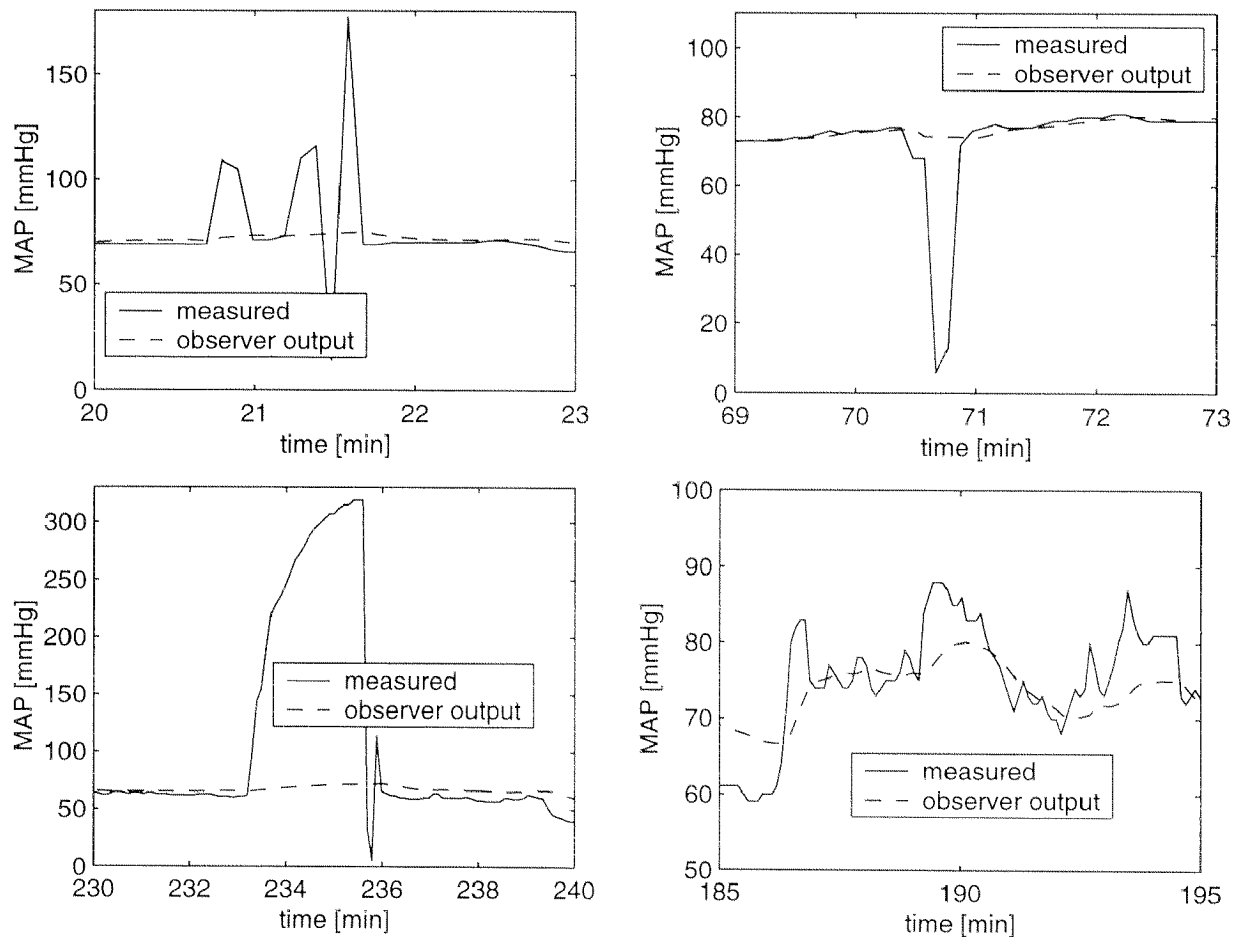 150
100
50
0
MAP [mmHg]
measured
observer output
20 21 22 23
time [min]
100
80
60
40
20
0
MAP [mmHg]
measured
observer output
69 70 71 72 73
time [min]
300
250
200
150
100
50
0
MAP [mmHg]
measured
observer output
230 232 234 236 238 240
time [min]
100
90
80
70
60
50
MAP [mmHg]
measured
observer output
185 190 195
time [min]